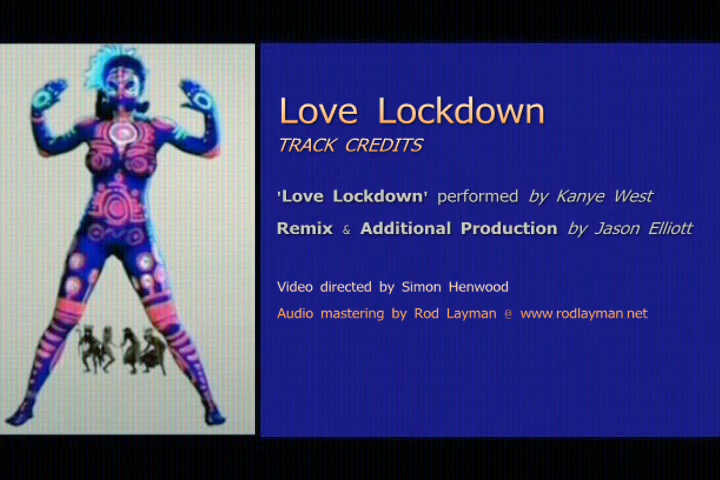 Love Lockdown
TRACK CREDITS
'Love Lockdown' performed by Kanye West
Remix & Additional Production by Jason Elliott
Video directed by Simon Henwood
Audio mastering by Rod Layman @ www.rodlayman.net